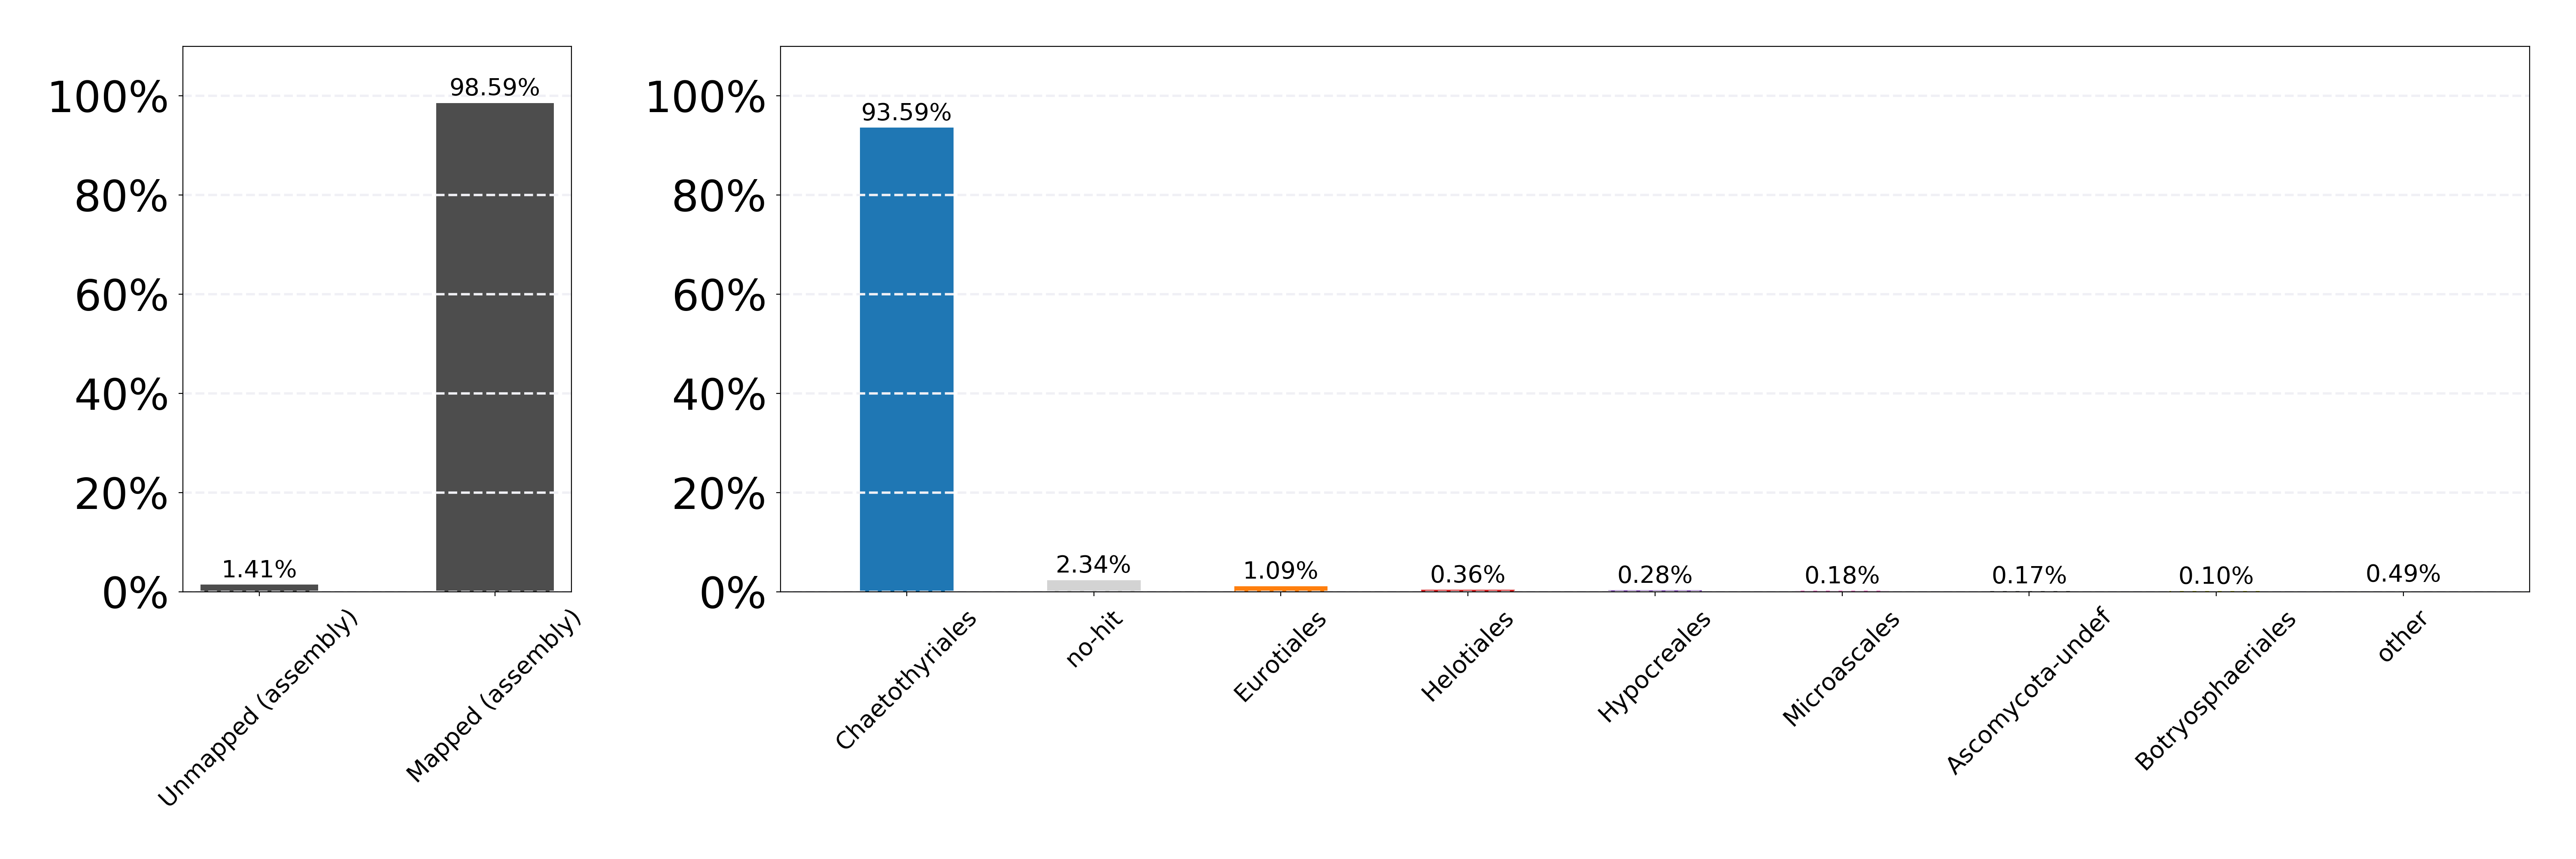 100%
80%
60%
40%
20%
0%
1.41%
98.59%
Unmapped (assembly)
Mapped (assembly)
100%
80%
60%
40%
20%
0%
93.59%
2.34%
1.09%
0.36%
0.28%
0.18%
0.17%
0.10%
0.49%
Chaetothyriales
no-hit
Eurotiales
Helotiales
Hypocreales
Microascales
Ascomycota-undef
Botryosphaeriales
other